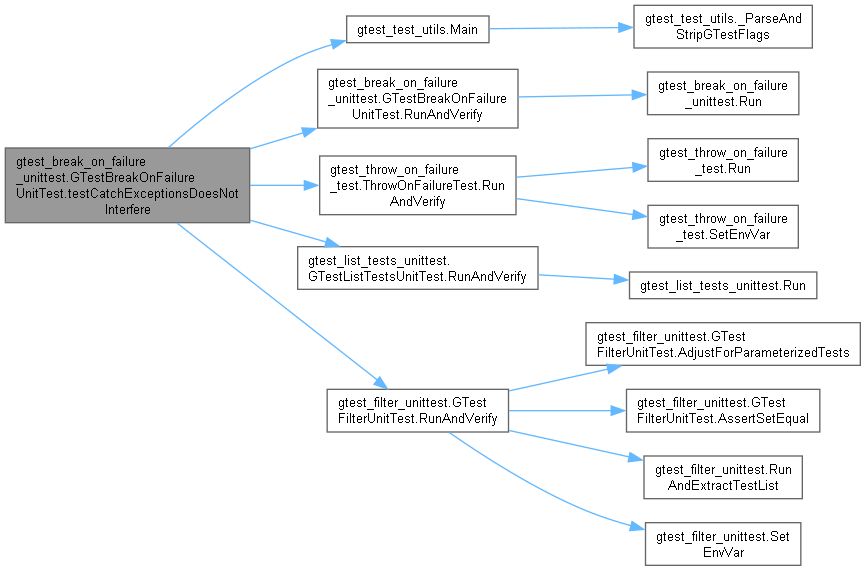 gtest_break_on_failure
_unittest.GTestBreakOnFailure
UnitTest.testCatchExceptionsDoesNot
Interfere
gtest_test_utils.Main
gtest_test_utils._ParseAnd
StripGTestFlags
gtest_break_on_failure
_unittest.GTestBreakOnFailure
UnitTest.RunAndVerify
gtest_break_on_failure
_unittest.Run
gtest_throw_on_failure
_test.ThrowOnFailureTest.Run
AndVerify
gtest_throw_on_failure
_test.Run
gtest_throw_on_failure
_test.SetEnvVar
gtest_list_tests_unittest.
GTestListTestsUnitTest.RunAndVerify
gtest_list_tests_unittest.Run
gtest_filter_unittest.GTest
FilterUnitTest.RunAndVerify
gtest_filter_unittest.GTest
FilterUnitTest.AdjustForParameterizedTests
gtest_filter_unittest.GTest
FilterUnitTest.AssertSetEqual
gtest_filter_unittest.Run
AndExtractTestList
gtest_filter_unittest.Set
EnvVar